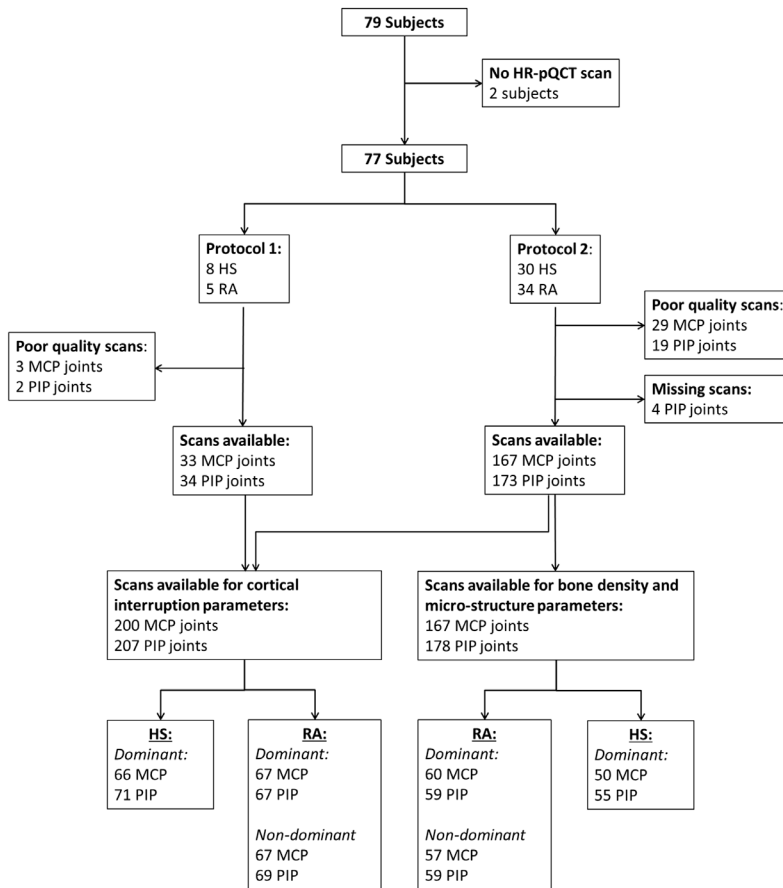 79 Subjects
No HR-pQCT scan
2 subjects
77 Subjects
Protocol 1:
8 HS
5 RA
Protocol 2:
30 HS
34 RA
Poor quality scans:
3 MCP joints
2 PIP joints
Poor quality scans:
29 MCP joints
19 PIP joints
Missing scans:
4 PIP joints
Scans available:
33 MCP joints
34 PIP joints
Scans available:
167 MCP joints
173 PIP joints
Scans available for cortical
interruption parameters:
200 MCP joints
207 PIP joints
Scans available for bone density and
micro-structure parameters:
167 MCP joints
178 PIP joints
HS:
Dominant:
66 MCP
71 PIP
RA:
Dominant:
67 MCP
67 PIP
Non-dominant
67 MCP
69 PIP
RA:
Dominant:
60 MCP
59 PIP
Non-dominant
57 MCP
59 PIP
HS:
Dominant:
50 MCP
55 PIP